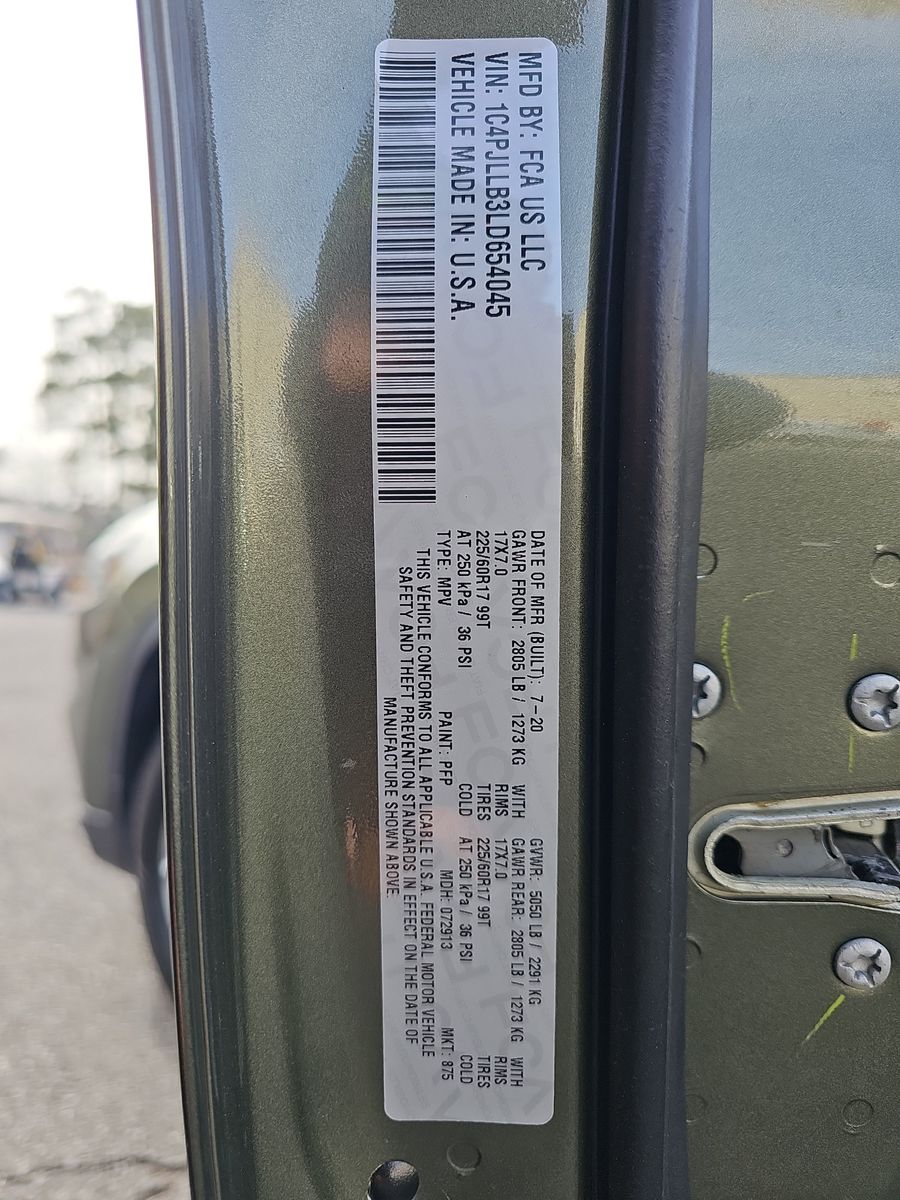 MFD BY: FCA US LLC
VIN: 1C4PJLLB3LD654045
VEHICLE MADE IN: U.S.A.
DATE OF MFR (BUILT): 7-20 GVWR: 5050 LB / 2291 KG
GAWR FRONT: 2805 LB / 1273 KG WITH GAWR REAR: 2805 LB / 1273 KG WITH
17X7.0 RIMS 17X7.0 RIMS
225/60R17 99T TIRES 225/60R17 99T TIRES
AT 250 kPa / 36 PSI COLD AT 250 kPa / 36 PSI COLD
TYPE: MPV PAINT: PFP MDH: 072913 MKT: 875
THIS VEHICLE CONFORMS TO ALL APPLICABLE U.S.A. FEDERAL MOTOR VEHICLE
SAFETY AND THEFT PREVENTION STANDARDS IN EFFECT ON THE DATE OF
MANUFACTURE SHOWN ABOVE.